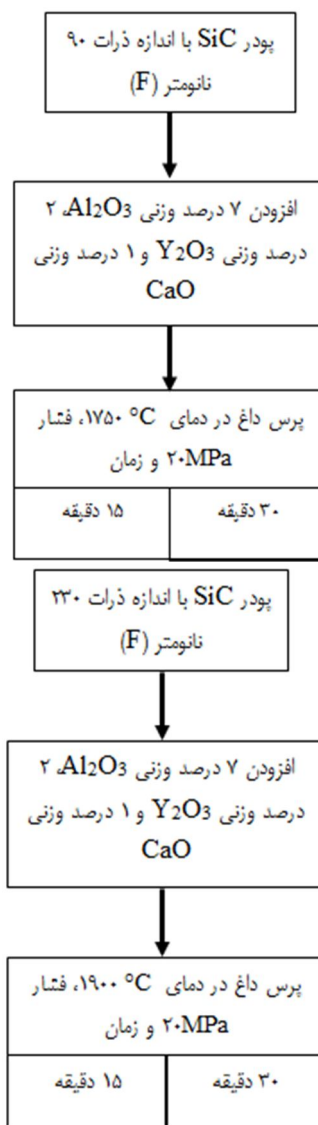 پودر SiC با اندازه ذرات ۹۰
نانومتر (F)
افزودن ۷ درصد وزنی Al2O3، ۲
درصد وزنی Y2O3 و ۱ درصد وزنی
CaO
پرس داغ در دمای ۱۷۵۰ °C، فشار
۲۰MPa و زمان
۳۰ دقیقه
۱۵ دقیقه
پودر SiC با اندازه ذرات ۲۳۰
نانومتر (F)
افزودن ۷ درصد وزنی Al2O3، ۲
درصد وزنی Y2O3 و ۱ درصد وزنی
CaO
پرس داغ در دمای ۱۹۰۰ °C، فشار
۲۰MPa و زمان
۳۰ دقیقه
۱۵ دقیقه